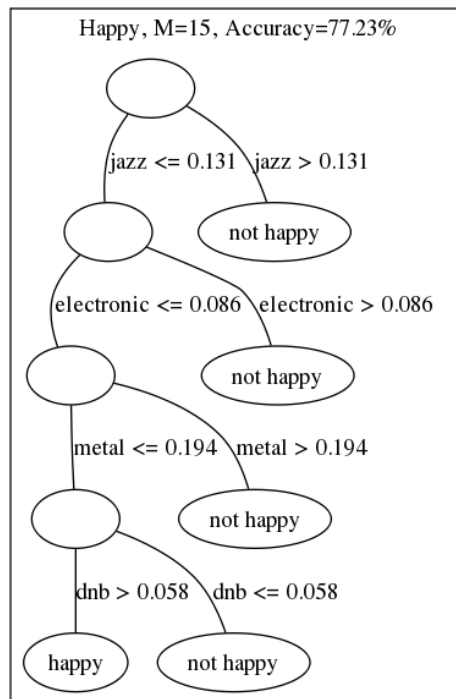 Happy, M=15, Accuracy=77.23%
jazz <= 0.131 jazz > 0.131
not happy
electronic <= 0.086 electronic > 0.086
not happy
metal <= 0.194 metal > 0.194
not happy
dnb > 0.058 dnb <= 0.058
happy not happy